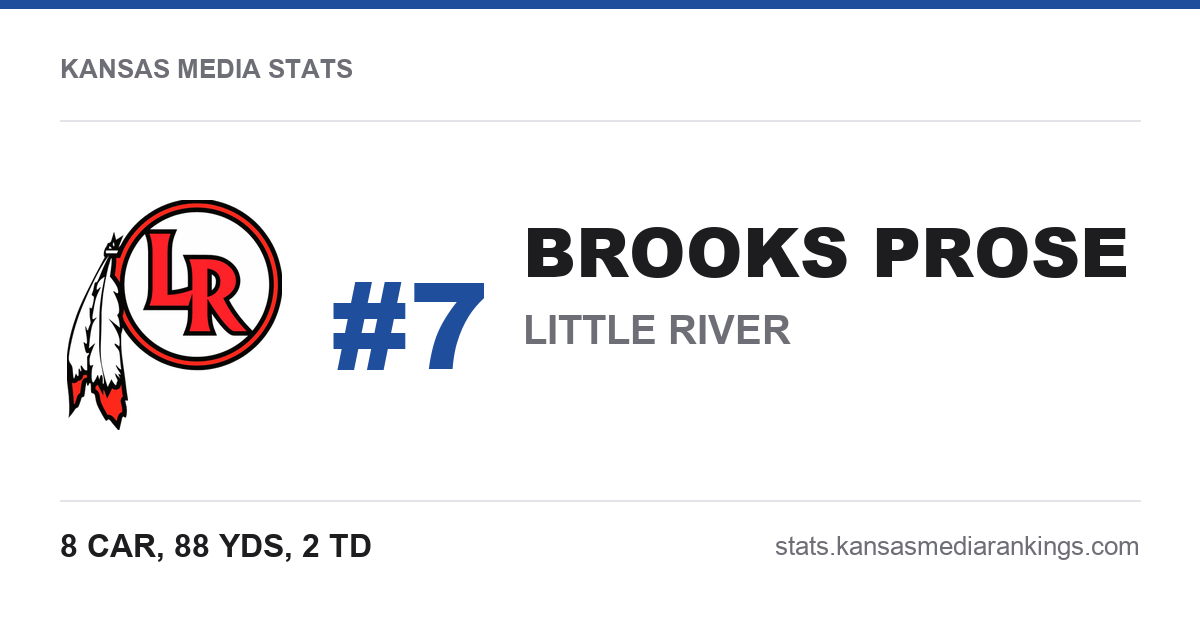 KANSAS MEDIA STATS
LR
#7
BROOKS PROSE
LITTLE RIVER
8 CAR, 88 YDS, 2 TD
stats.kansasmediarankings.com